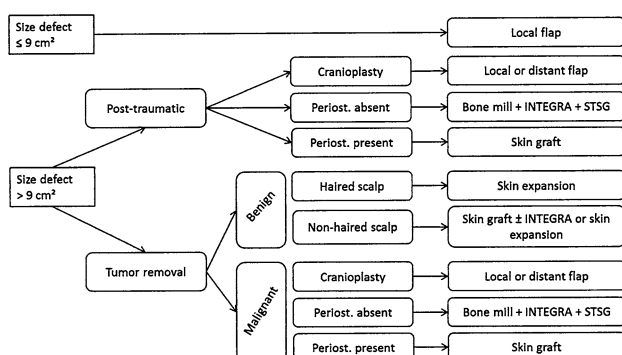 Size defect
≤ 9 cm²
Local flap
Post-traumatic
Cranioplasty
Local or distant flap
Periost. absent
Bone mill + INTEGRA + STSG
Periost. present
Skin graft
Size defect
> 9 cm²
Benign
Haired scalp
Skin expansion
Non-haired scalp
Skin graft ± INTEGRA or skin
expansion
Tumor removal
Malignant
Cranioplasty
Local or distant flap
Periost. absent
Bone mill + INTEGRA + STSG
Periost. present
Skin graft